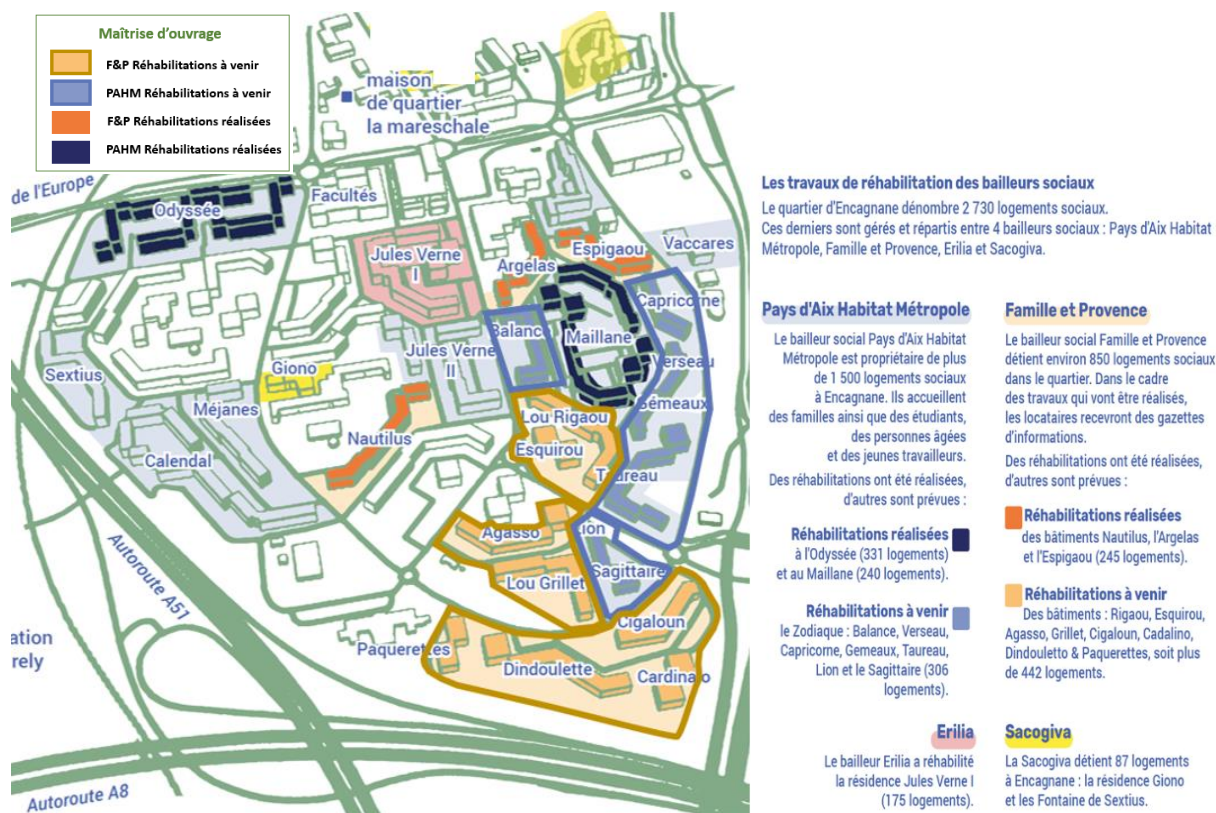 Maîtrise d'ouvrage
F&P Réhabilitations à venir
PAHM Réhabilitations à venir
F&P Réhabilitations réalisées
PAHM Réhabilitations réalisées
maison
de quartier
la mareschale
de l'Europe
Odyssée
Facultés
Jules Verne
I
Argelas
Espigaou
Vaccares
Capricorne
Balance
Maillane
Verseau
Jules Verne
II
Gémeaux
Sextius
Giono
Méjanes
Lou Rigaou
Nautilus
Esquirou
Calendal
Taureau
Agasso
Lion
Lou Grillet
Sagittaire
Cigaloun
Paquerettes
Dindoulette
Cardinalo
Autoroute A51
ation
rely
Autoroute A8
Les travaux de réhabilitation des bailleurs sociaux
Le quartier d'Encagnane dénombre 2 730 logements sociaux.
Ces derniers sont gérés et répartis entre 4 bailleurs sociaux : Pays d'Aix Habitat
Métropole, Famille et Provence, Erilia et Sacogiva.
Pays d'Aix Habitat Métropole
Le bailleur social Pays d'Aix Habitat
Métropole est propriétaire de plus
de 1 500 logements sociaux
à Encagnane. Ils accueillent
des familles ainsi que des étudiants,
des personnes âgées
et des jeunes travailleurs.
Des réhabilitations ont été réalisées,
d'autres sont prévues :
Réhabilitations réalisées
à l'Odyssée (331 logements)
et au Maillane (240 logements).
Réhabilitations à venir
le Zodiaque : Balance, Verseau,
Capricorne, Gemeaux, Taureau,
Lion et le Sagittaire (306
logements).
Famille et Provence
Le bailleur social Famille et Provence
détient environ 850 logements sociaux
dans le quartier. Dans le cadre
des travaux qui vont être réalisés,
les locataires recevront des gazettes
d'informations.
Des réhabilitations ont été réalisées,
d'autres sont prévues :
Réhabilitations réalisées
des bâtiments Nautilus, l'Argelas
et l'Espigaou (245 logements).
Réhabilitations à venir
Des bâtiments : Rigaou, Esquirou,
Agasso, Grillet, Cigaloun, Cadalino,
Dindouletto & Paquerettes, soit plus
de 442 logements.
Erilia
Le bailleur Erilia a réhabilité
la résidence Jules Verne I
(175 logements).
Sacogiva
La Sacogiva détient 87 logements
à Encagnane : la résidence Giono
et les Fontaine de Sextius.